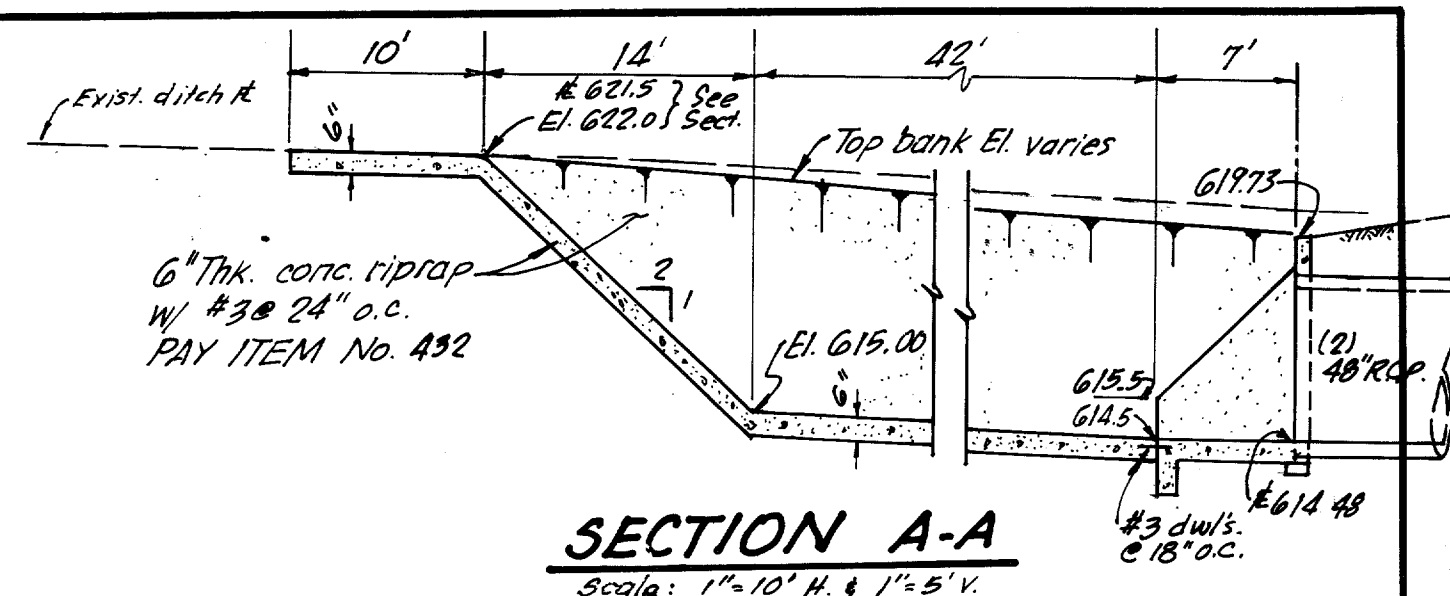 10'
14'
42'
7'
Exist. ditch ⅊
6"
621.5 } See
El. 622.0 } Sect.
Top bank El. varies
619.73
6" Thk. conc. riprap
w/ #3 @ 24" o.c.
PAY ITEM No. 432
2
1
El. 615.00
6"
615.5
614.5
(2)
48" R.C.P.
614.48
#3 dwl's.
@ 18" o.c.
SECTION A-A
Scale: 1"=10' H. & 1"=5' V.